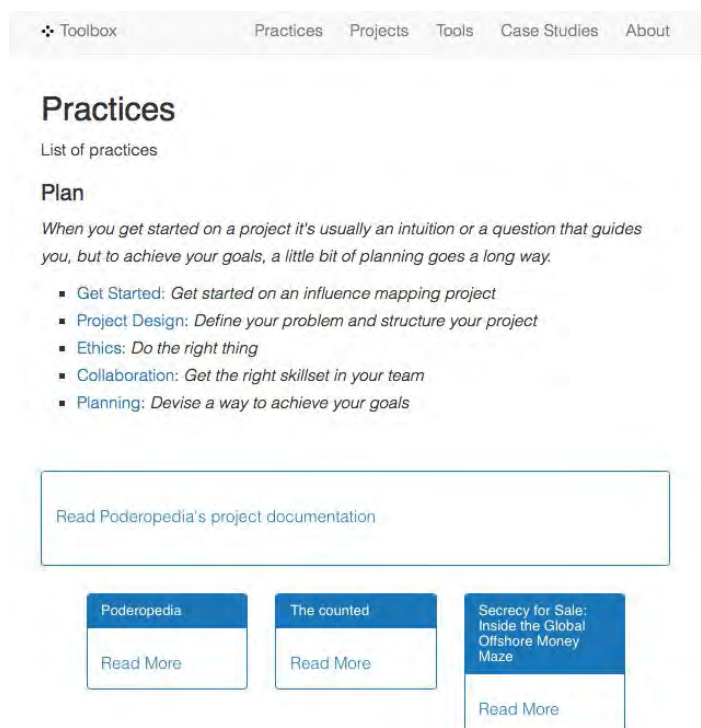 Toolbox Practices Projects Tools Case Studies About
Practices
List of practices
Plan
When you get started on a project it's usually an intuition or a question that guides
you, but to achieve your goals, a little bit of planning goes a long way.
Get Started: Get started on an influence mapping project
Project Design: Define your problem and structure your project
Ethics: Do the right thing
Collaboration: Get the right skillset in your team
Planning: Devise a way to achieve your goals
Read Poderopedia's project documentation
Poderopedia
Read More
The counted
Read More
Secrecy for Sale:
Inside the Global
Offshore Money
Maze
Read More